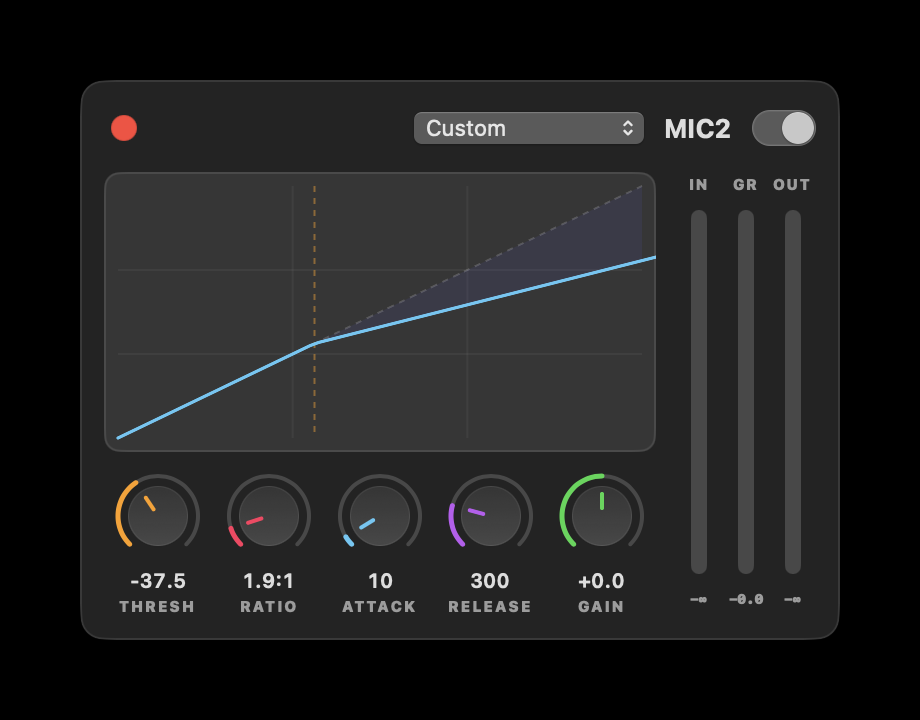 Custom
MIC2
IN GR OUT
-37.5 1.9:1 10 300 +0.0
THRESH RATIO ATTACK RELEASE GAIN
-∞ -0.0 -∞